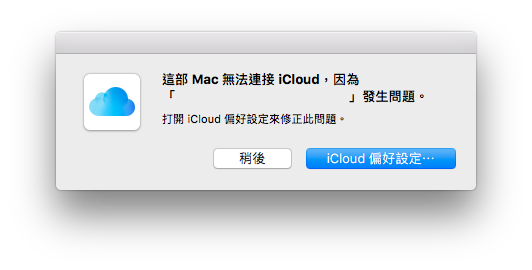 這部 Mac 無法連接 iCloud，因為
「 」發生問題。
打開 iCloud 偏好設定來修正此問題。
稍後
iCloud 偏好設定⋯